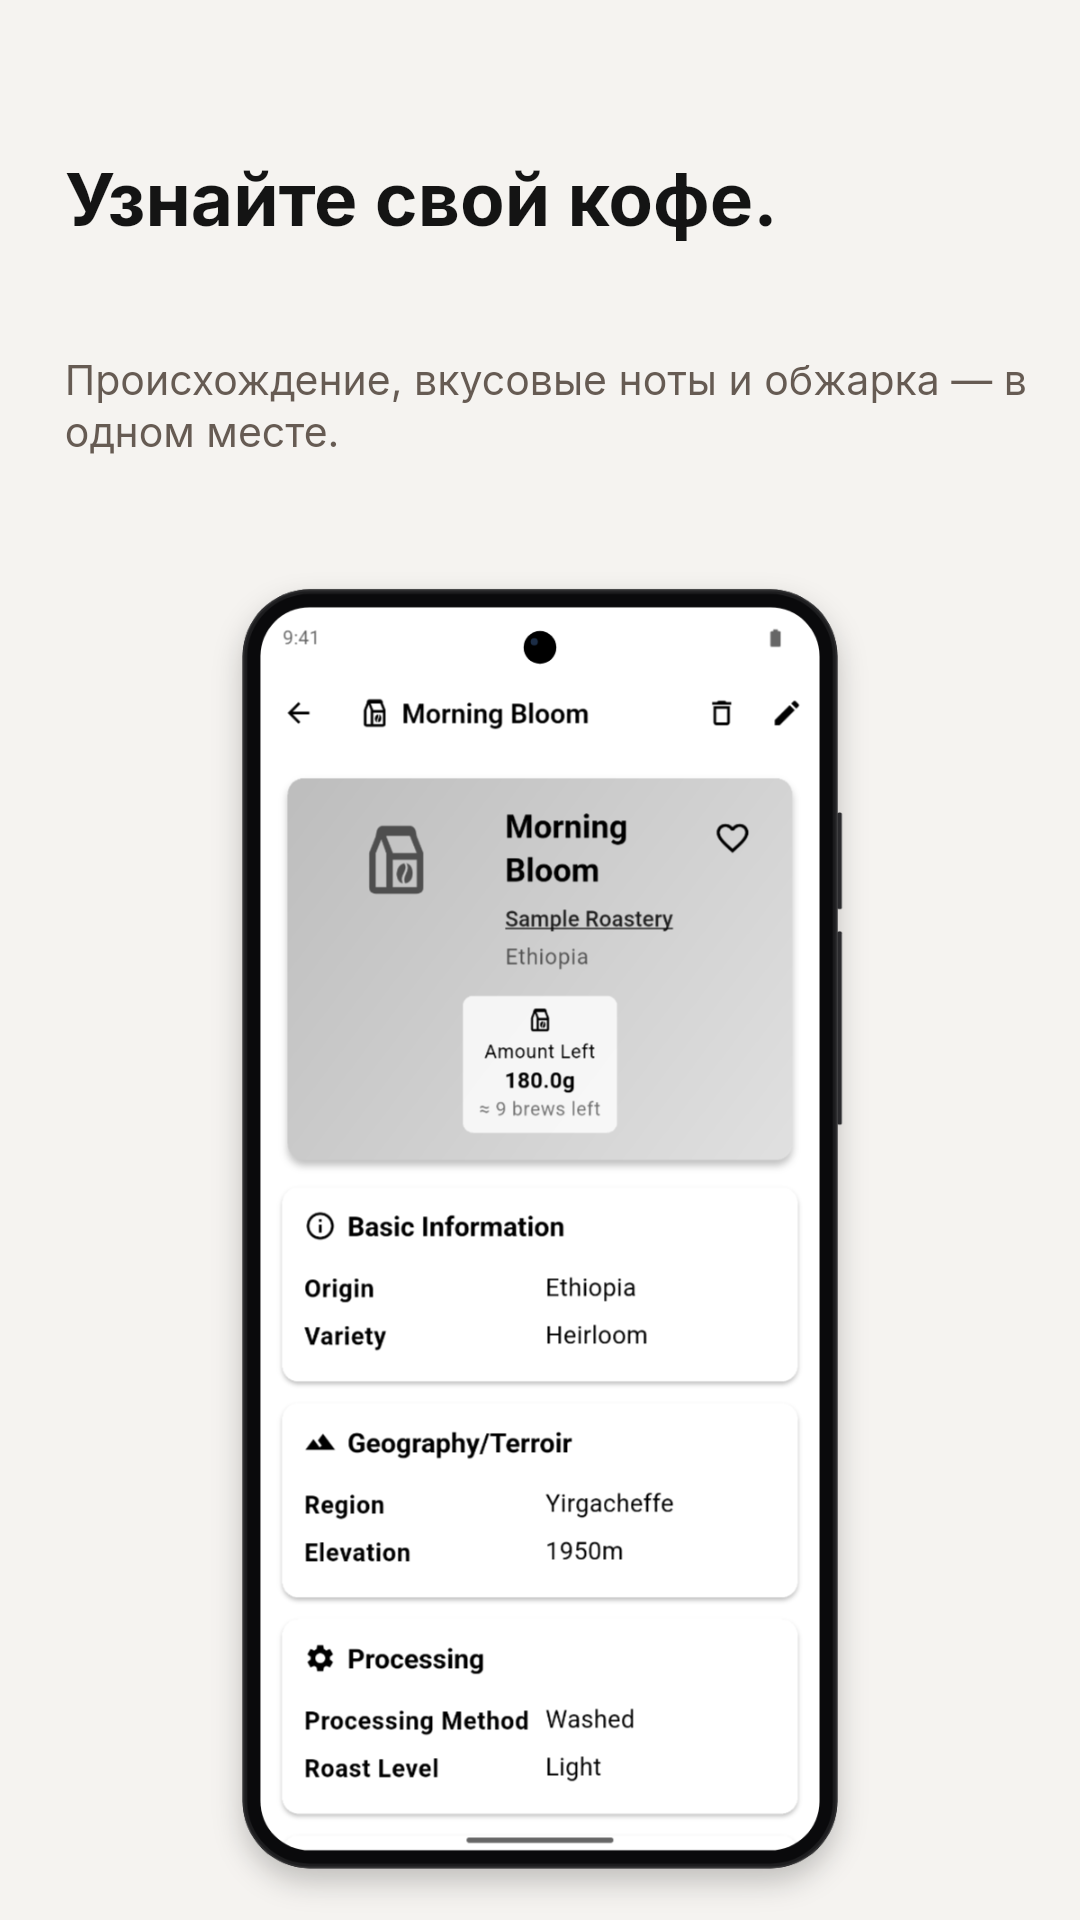 Узнайте свой кофе.
Происхождение, вкусовые ноты и обжарка — в
одном месте.
9:41
Morning Bloom
Morning
Bloom
Sample Roastery
Ethiopia
Amount Left
180.0g
≈ 9 brews left
Basic Information
Origin Ethiopia
Variety Heirloom
Geography/Terroir
Region Yirgacheffe
Elevation 1950m
Processing
Processing Method Washed
Roast Level Light